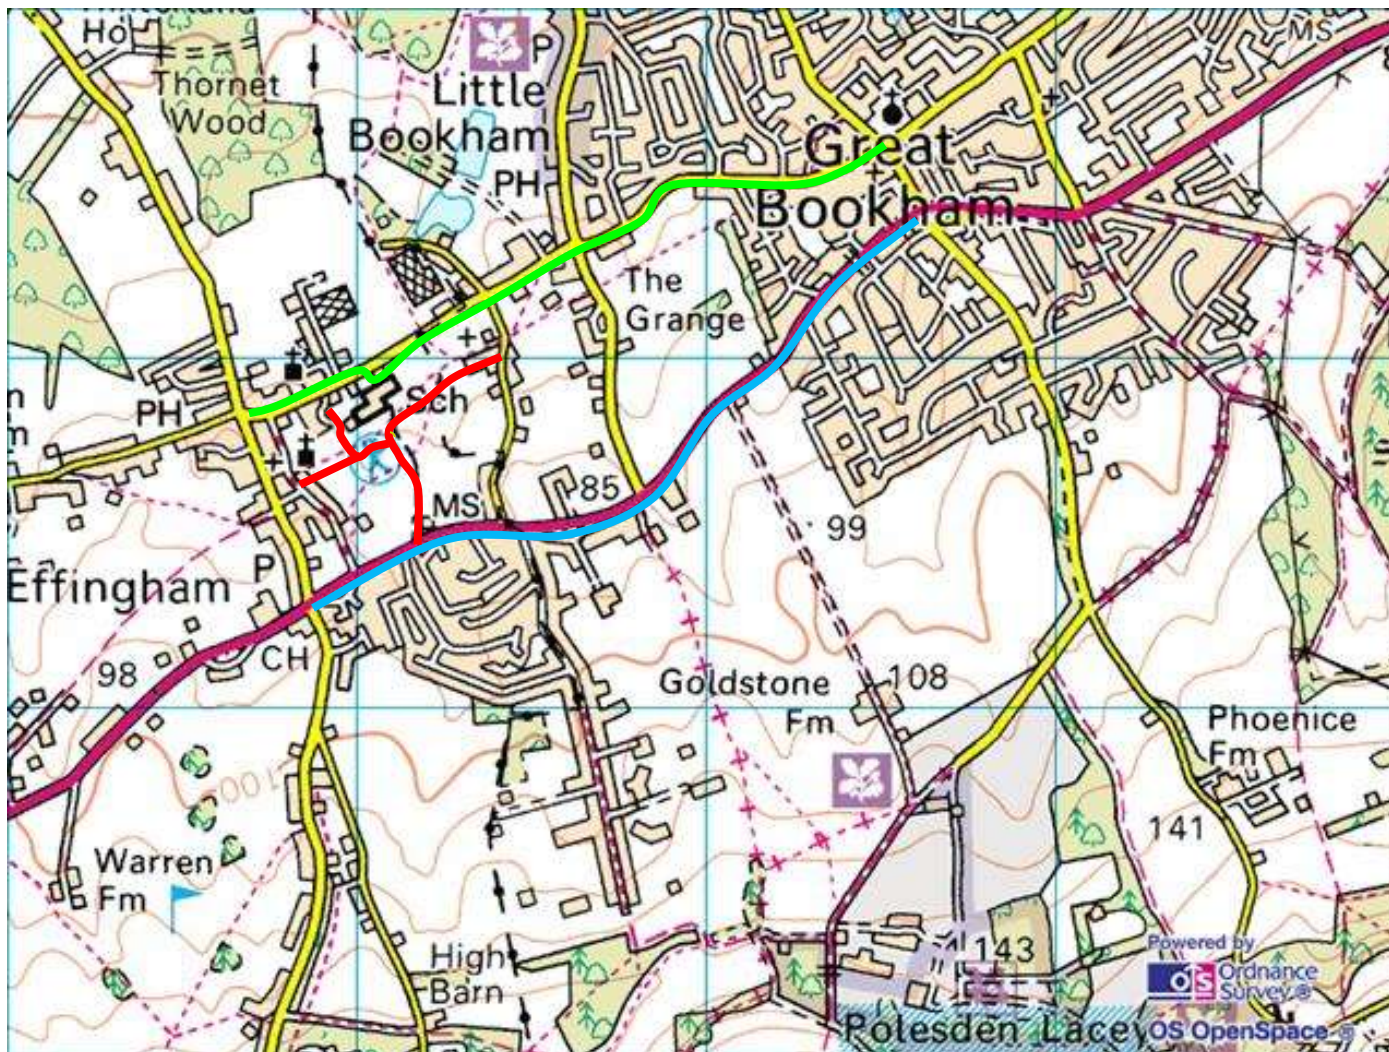 Ho
Thornet
Wood
P
Little
Bookham
PH
MS
Great
Bookham
The
Grange
PH
Sch
n
m
MS
85
99
P
Effingham
CH
98
Goldstone
Fm
108
Phoenice
Fm
100
141
Warren
Fm
High
Barn
143
Polesden Lacey
Powered by
OS
Ordnance
Survey ®
OS OpenSpace ®